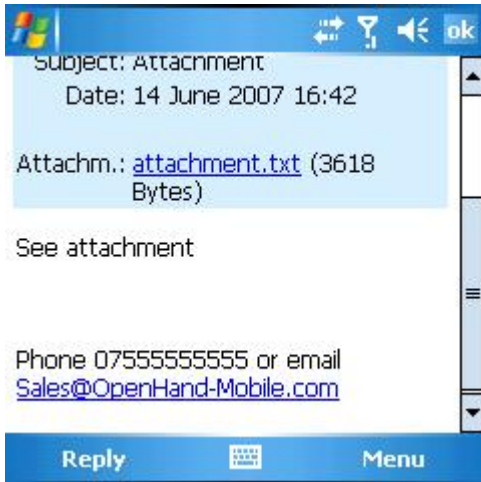 ok
Subject: Attachment
Date: 14 June 2007 16:42
Attachm.: attachment.txt (3618
Bytes)
See attachment
Phone 07555555555 or email
Sales@OpenHand-Mobile.com
Reply
Menu